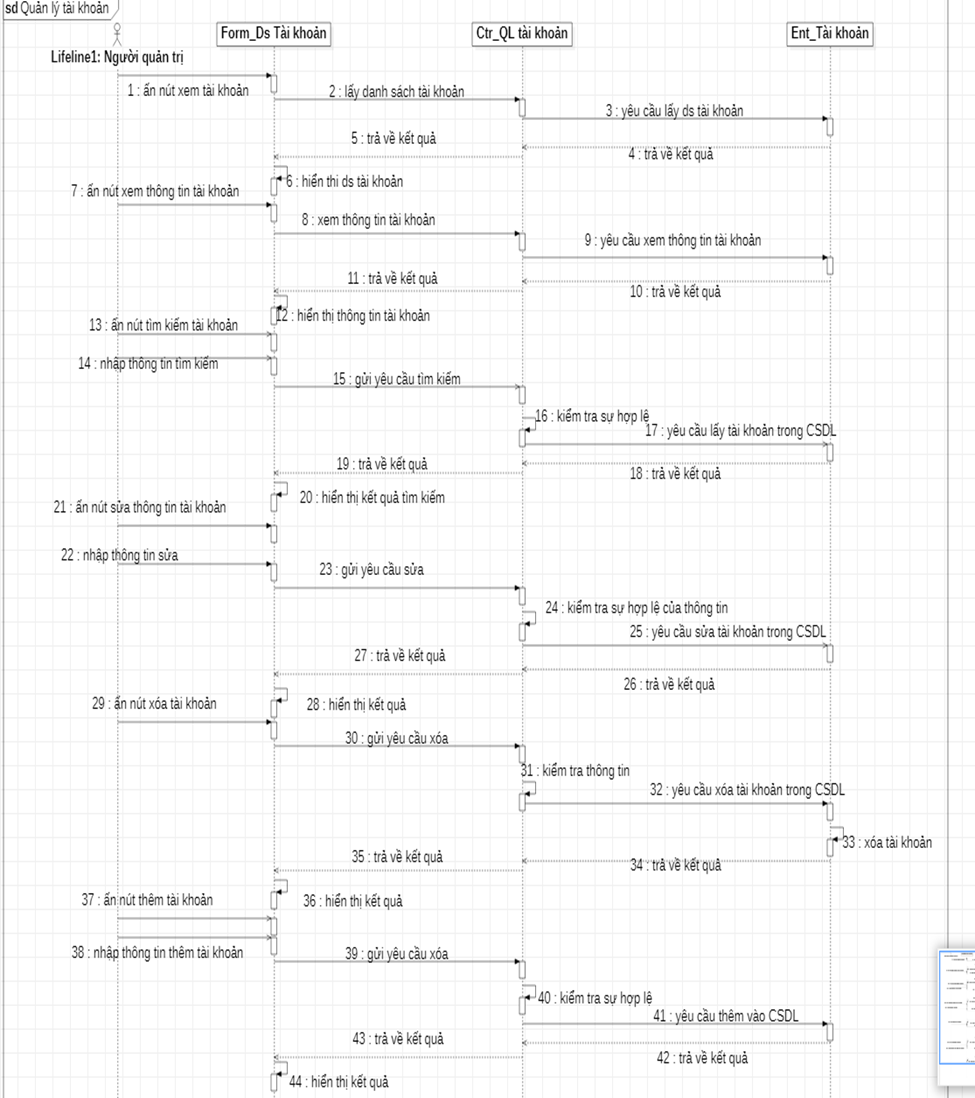 sd Quản lý tài khoản
Form_Ds Tài khoản
Ctr_QL tài khoản
Ent_Tài khoản
Lifeline1: Người quản trị
1 : ấn nút xem tài khoản
2 : lấy danh sách tài khoản
3 : yêu cầu lấy ds tài khoản
4 : trả về kết quả
5 : trả về kết quả
6 : hiển thi ds tài khoản
7 : ấn nút xem thông tin tài khoản
8 : xem thông tin tài khoản
9 : yêu cầu xem thông tin tài khoản
10 : trả về kết quả
11 : trả về kết quả
12 : hiển thị thông tin tài khoản
13 : ấn nút tìm kiếm tài khoản
14 : nhập thông tin tìm kiếm
15 : gửi yêu cầu tìm kiếm
16 : kiểm tra sự hợp lệ
17 : yêu cầu lấy tài khoản trong CSDL
18 : trả về kết quả
19 : trả về kết quả
20 : hiển thị kết quả tìm kiếm
21 : ấn nút sửa thông tin tài khoản
22 : nhập thông tin sửa
23 : gửi yêu cầu sửa
24 : kiểm tra sự hợp lệ của thông tin
25 : yêu cầu sửa tài khoản trong CSDL
26 : trả về kết quả
27 : trả về kết quả
28 : hiển thị kết quả
29 : ấn nút xóa tài khoản
30 : gửi yêu cầu xóa
31 : kiểm tra thông tin
32 : yêu cầu xóa tài khoản trong CSDL
33 : xóa tài khoản
34 : trả về kết quả
35 : trả về kết quả
36 : hiển thị kết quả
37 : ấn nút thêm tài khoản
38 : nhập thông tin thêm tài khoản
39 : gửi yêu cầu xóa
40 : kiểm tra sự hợp lệ
41 : yêu cầu thêm vào CSDL
42 : trả về kết quả
43 : trả về kết quả
44 : hiển thị kết quả